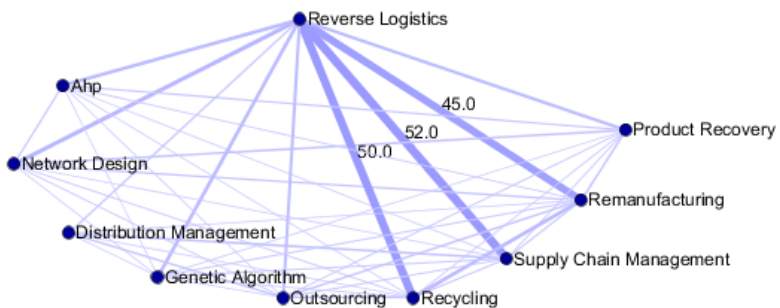 Reverse Logistics
Ahp
45.0
Product Recovery
52.0
50.0
Network Design
Remanufacturing
Distribution Management
Supply Chain Management
Genetic Algorithm
Outsourcing
Recycling